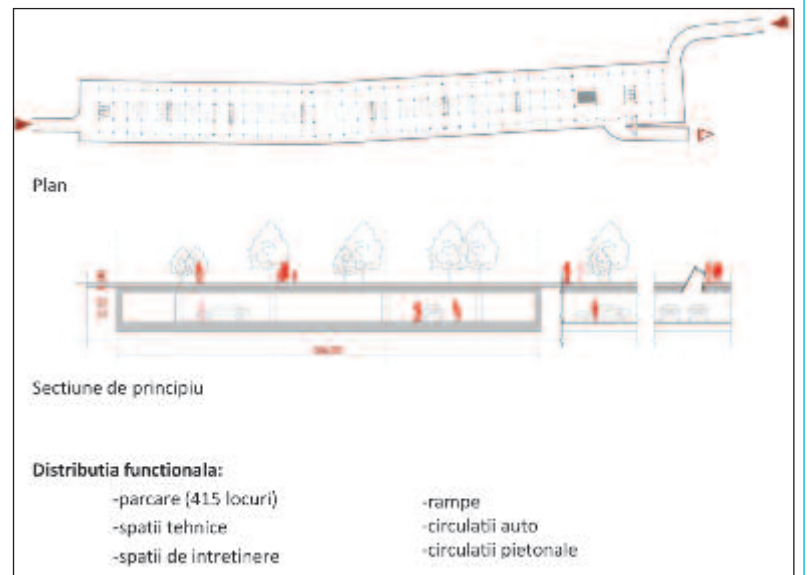 Plan
Sectiune de principiu
Distributia functionala:
-parcare (415 locuri)
-spatii tehnice
-spatii de intretinere
-rampe
-circulatii auto
-circulatii pietonale